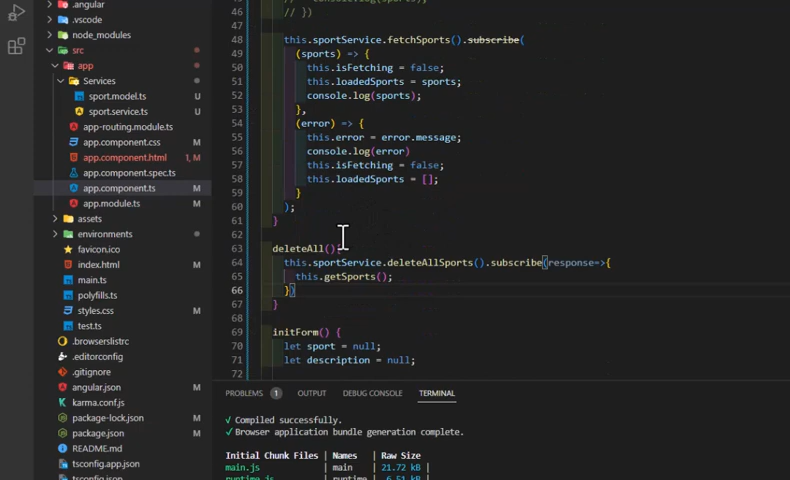 .angular
.vscode
node_modules
src
app
Services
sport.model.ts U
sport.service.ts U
app-routing.module.ts
app.component.css M
app.component.html 1, M
app.component.spec.ts
app.component.ts M
app.module.ts M
assets
environments
favicon.ico
index.html M
main.ts
polyfills.ts
styles.css M
test.ts
.browserslistrc
.editorconfig
.gitignore
angular.json M
karma.conf.js
package-lock.json M
package.json M
README.md
tsconfig.app.json
46 // })
47
48 this.sportService.fetchSports().subscribe(
49 (sports) => {
50 this.isFetching = false;
51 this.loadedSports = sports;
52 console.log(sports);
53 },
54 (error) => {
55 this.error = error.message;
56 console.log(error)
57 this.isFetching = false;
58 this.loadedSports = [];
59 }
60 );
61 }
62
63 deleteAll(){
64 this.sportService.deleteAllSports().subscribe(response=>{
65 this.getSports();
66 })
67 }
68
69 initForm() {
70 let sport = null;
71 let description = null;
72
PROBLEMS 1 OUTPUT DEBUG CONSOLE TERMINAL
✓ Compiled successfully.
✓ Browser application bundle generation complete.
Initial Chunk Files | Names | Raw Size
main.js | main | 21.72 kB |